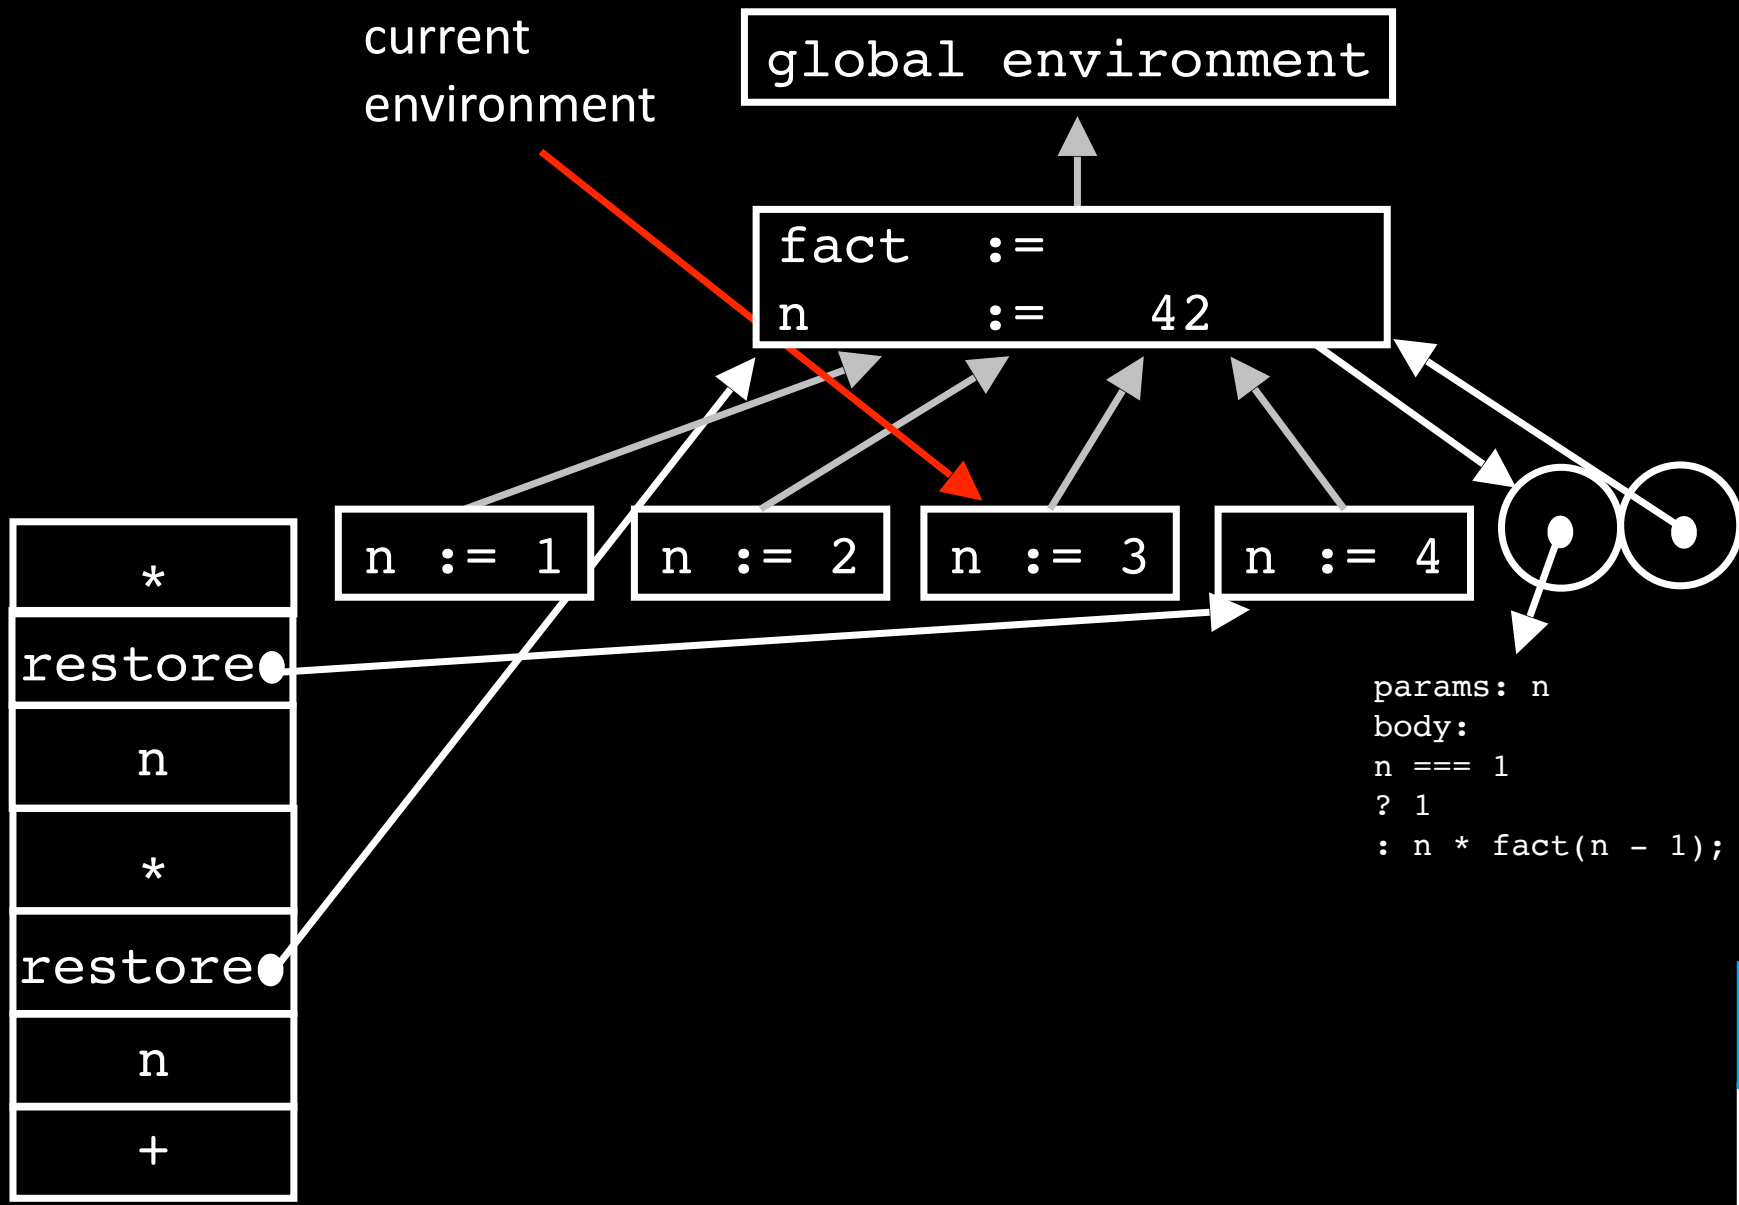 current
environment
global environment
fact :=
n := 42
n := 1
n := 2
n := 3
n := 4
*
restore
n
*
restore
n
+
params: n
body:
n === 1
? 1
: n * fact(n - 1);